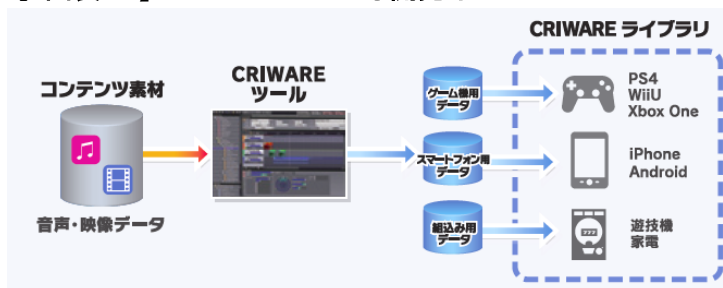 CRIWARE ライブラリ
コンテンツ素材
CRIWARE
ツール
ゲーム機用
データ
PS4
WiiU
Xbox One
スマートフォン用
データ
iPhone
Android
音声・映像データ
組込み用
データ
777
遊技機
家電